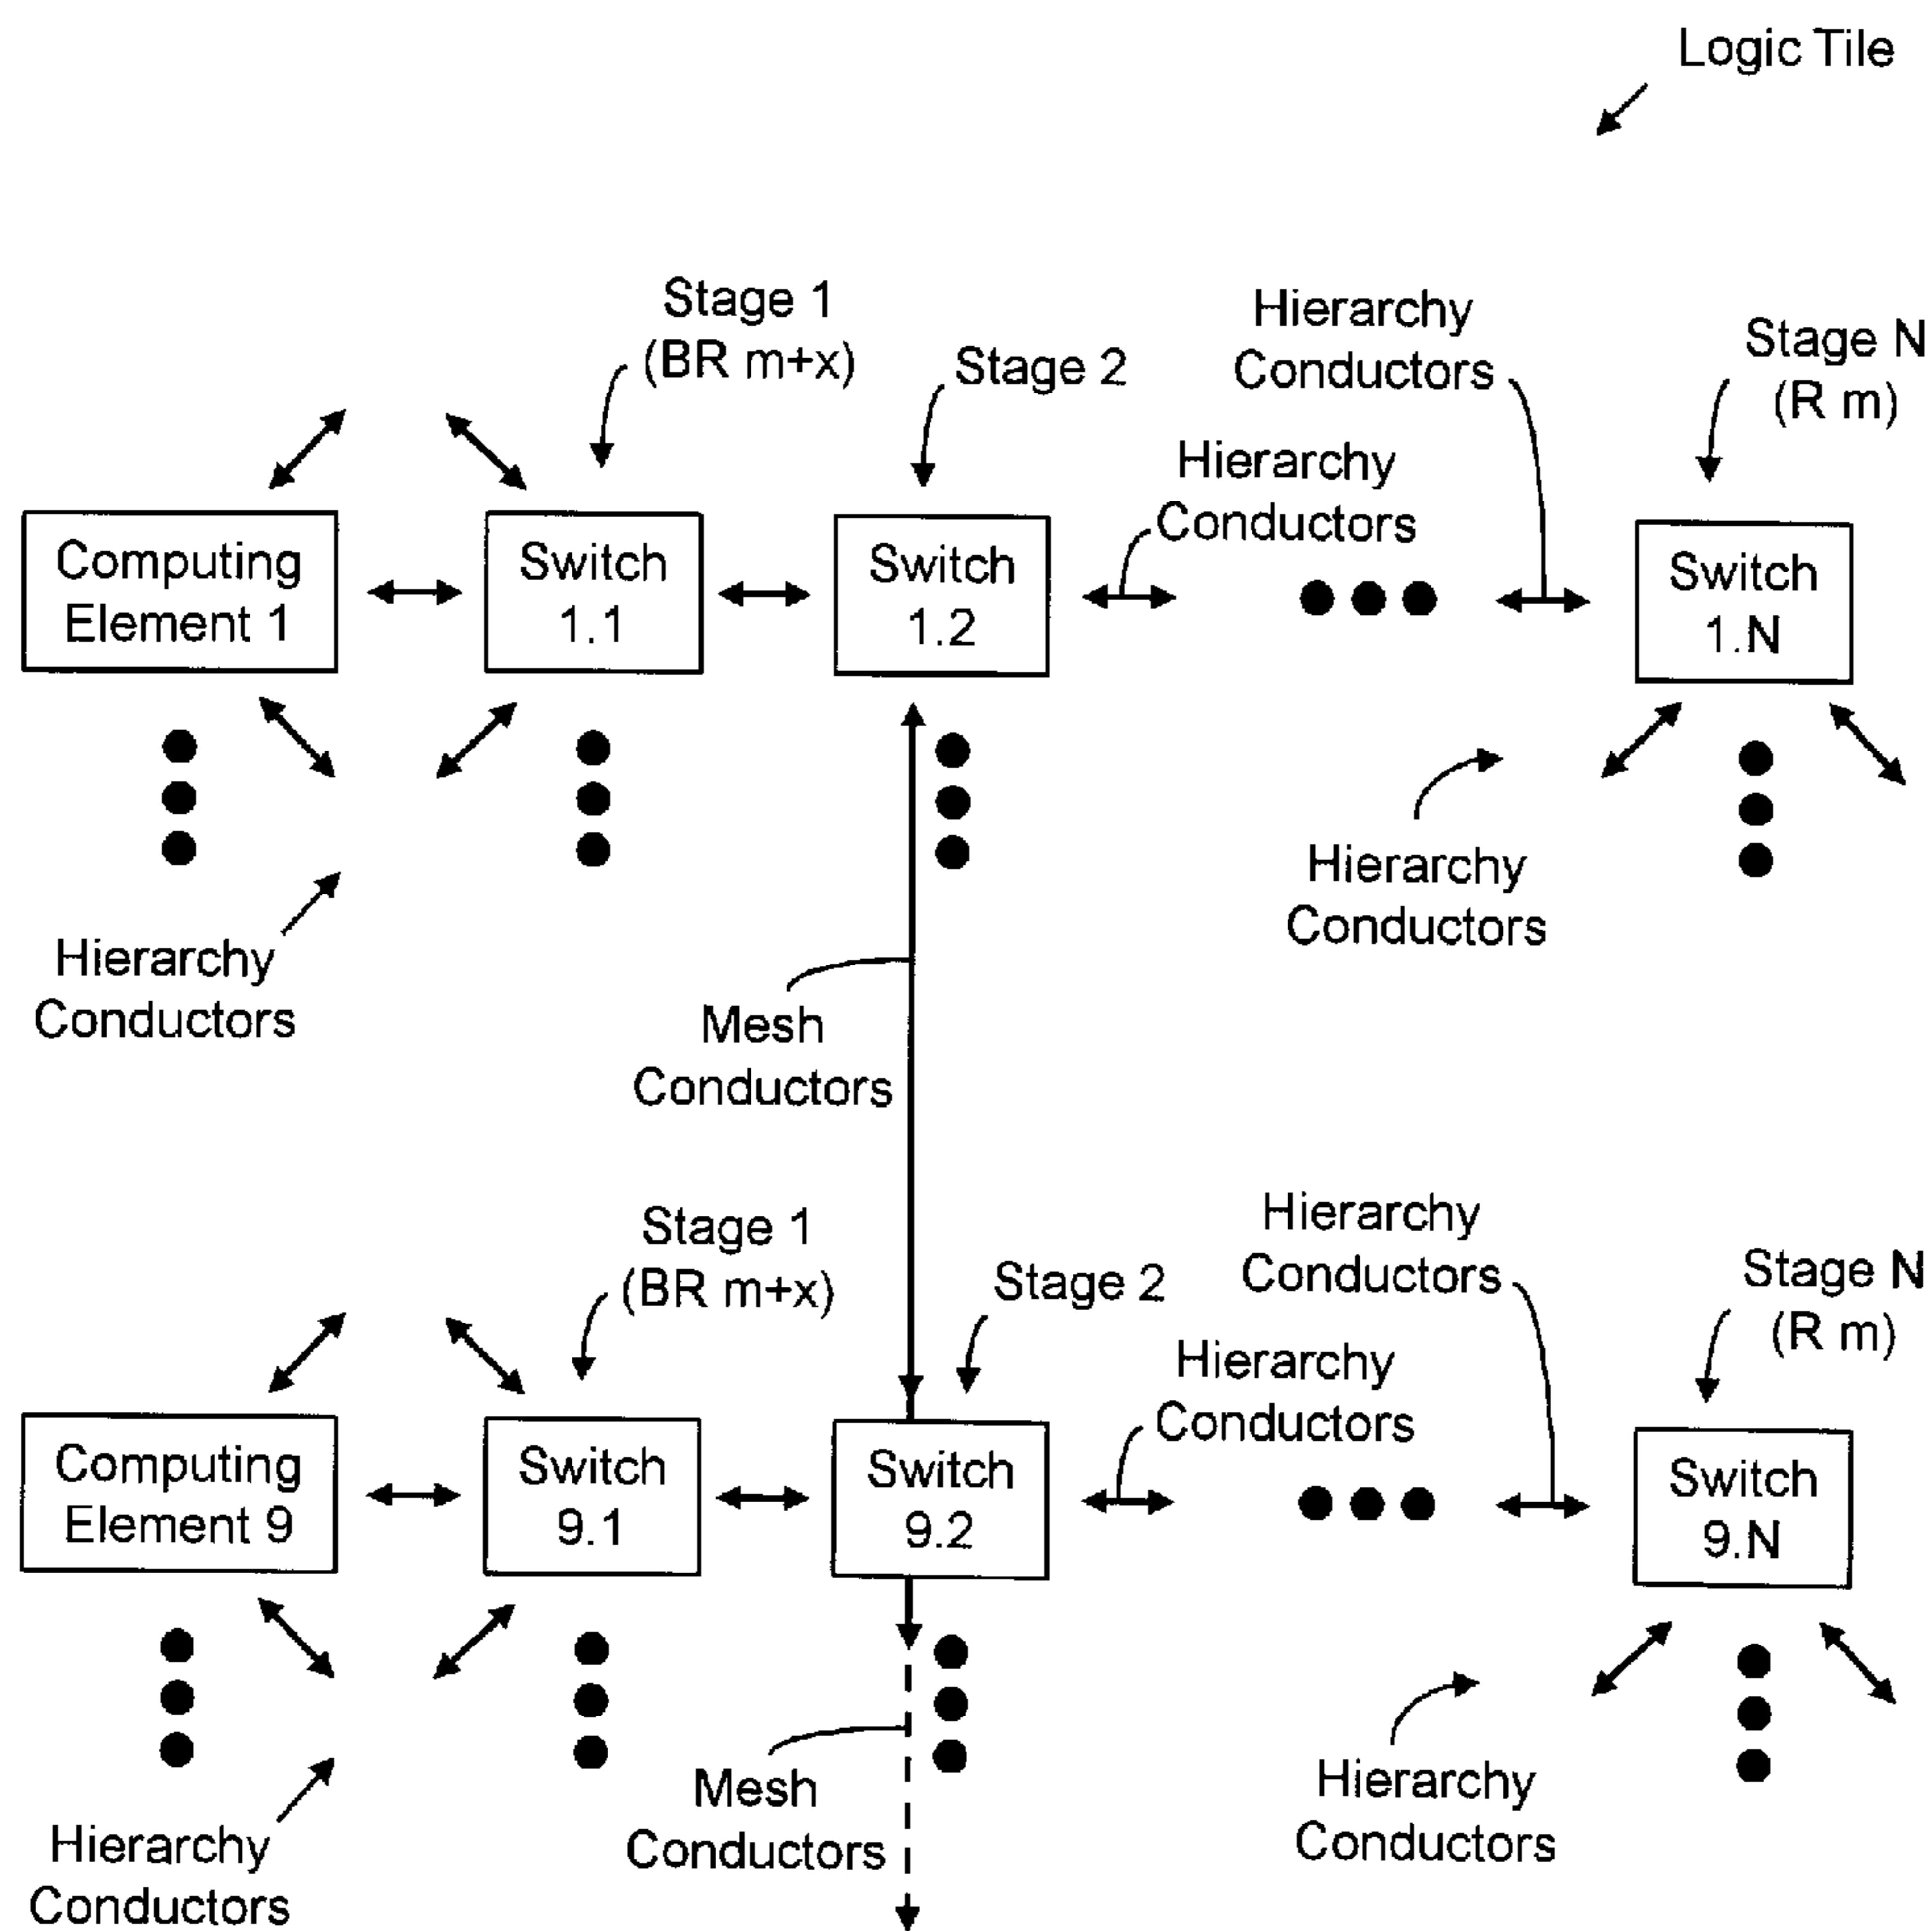 Logic Tile
Stage 1
(BR m+x)
Stage 2
Hierarchy
Conductors
Stage N
(R m)
Hierarchy
Conductors
Computing
Element 1
Switch
1.1
Switch
1.2
Switch
1.N
Hierarchy
Conductors
Hierarchy
Conductors
Mesh
Conductors
Stage 1
(BR m+x)
Stage 2
Hierarchy
Conductors
Stage N
(R m)
Hierarchy
Conductors
Computing
Element 9
Switch
9.1
Switch
9.2
Switch
9.N
Hierarchy
Conductors
Mesh
Conductors
Hierarchy
Conductors